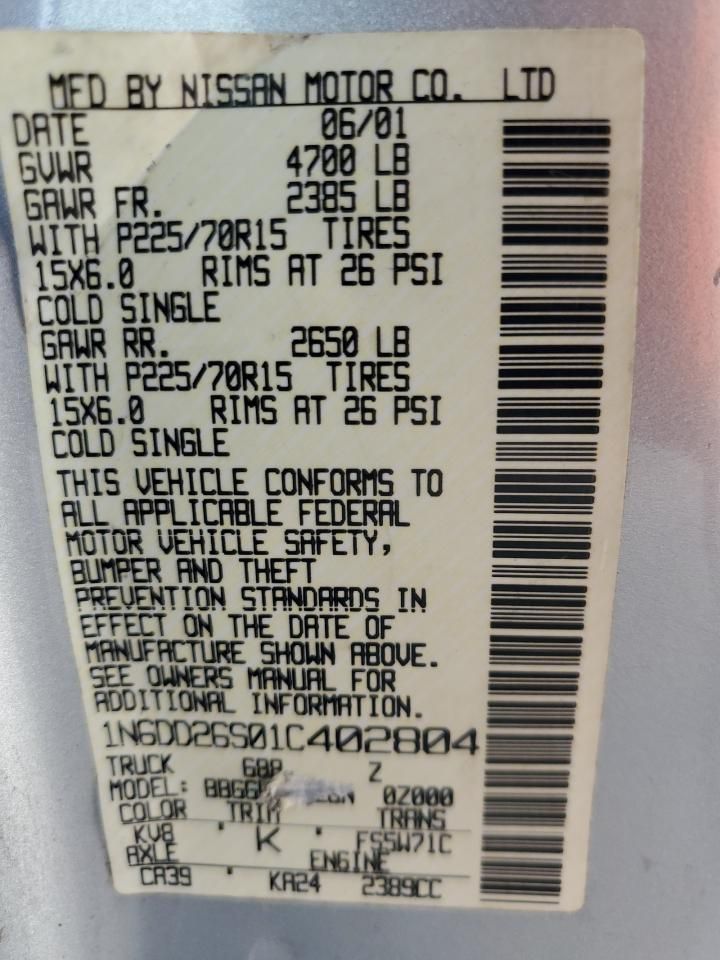 MFD BY NISSAN MOTOR CO. LTD
DATE 06/01
GVWR 4700 LB
GAWR FR. 2385 LB
WITH P225/70R15 TIRES
15X6.0 RIMS AT 26 PSI
COLD SINGLE
GAWR RR. 2650 LB
WITH P225/70R15 TIRES
15X6.0 RIMS AT 26 PSI
COLD SINGLE
THIS VEHICLE CONFORMS TO
ALL APPLICABLE FEDERAL
MOTOR VEHICLE SAFETY,
BUMPER AND THEFT
PREVENTION STANDARDS IN
EFFECT ON THE DATE OF
MANUFACTURE SHOWN ABOVE.
SEE OWNERS MANUAL FOR
ADDITIONAL INFORMATION.
1N6DD26S01C402804
TRUCK Z
MODEL: 0Z000
COLOR TRIM TRANS
KV8 K FS5W71C
AXLE ENGINE
CA39 KA24 2389CC